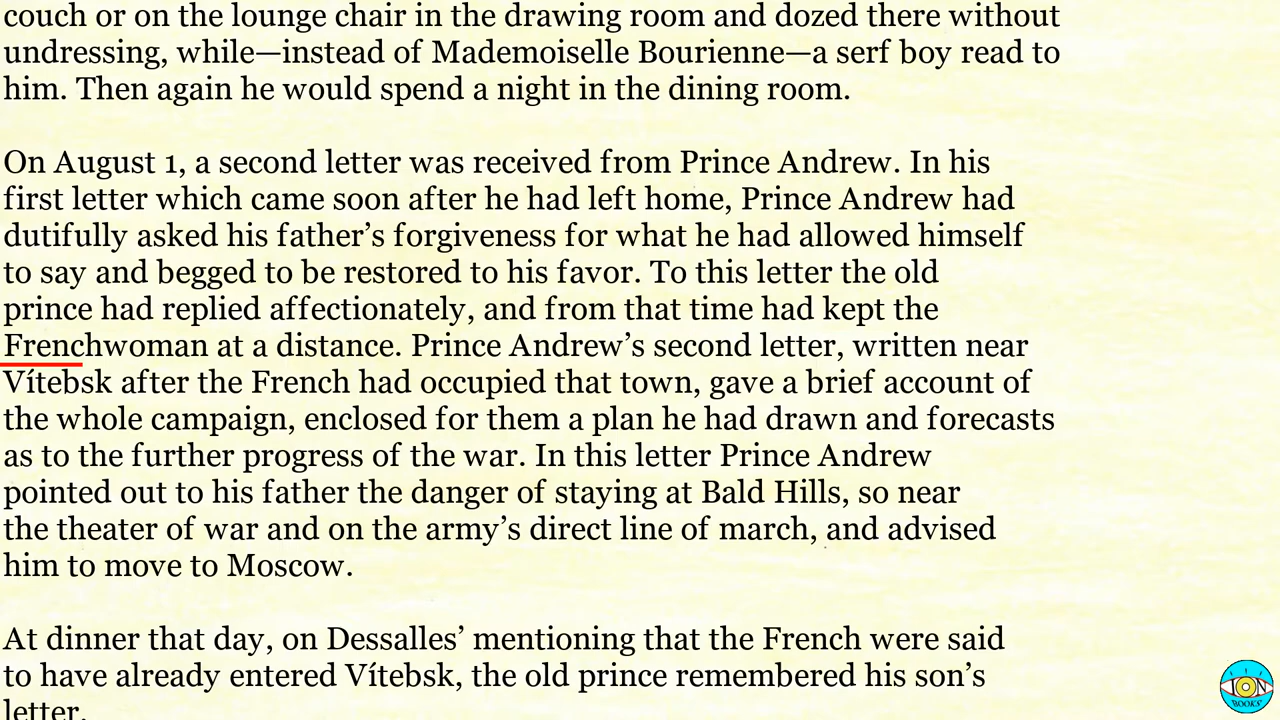 couch or on the lounge chair in the drawing room and dozed there without
undressing, while—instead of Mademoiselle Bourienne—a serf boy read to
him. Then again he would spend a night in the dining room.
On August 1, a second letter was received from Prince Andrew. In his
first letter which came soon after he had left home, Prince Andrew had
dutifully asked his father’s forgiveness for what he had allowed himself
to say and begged to be restored to his favor. To this letter the old
prince had replied affectionately, and from that time had kept the
Frenchwoman at a distance. Prince Andrew’s second letter, written near
Vítebsk after the French had occupied that town, gave a brief account of
the whole campaign, enclosed for them a plan he had drawn and forecasts
as to the further progress of the war. In this letter Prince Andrew
pointed out to his father the danger of staying at Bald Hills, so near
the theater of war and on the army’s direct line of march, and advised
him to move to Moscow.
At dinner that day, on Dessalles’ mentioning that the French were said
to have already entered Vítebsk, the old prince remembered his son’s
letter.
ION
BOOKS